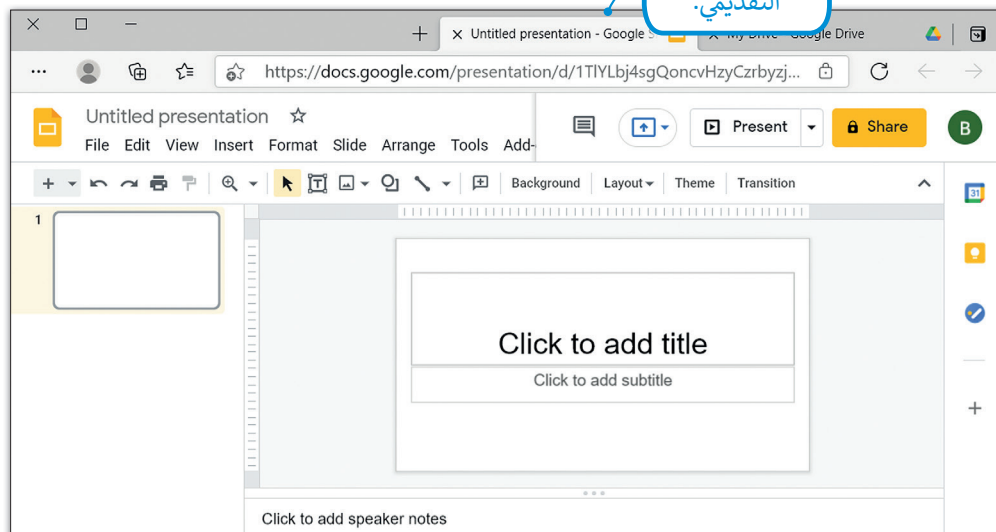 التقديمي.
Untitled presentation - Google S
My Drive - Google Drive
https://docs.google.com/presentation/d/1TlYLbj4sgQoncvHzyCzrbyzj...
Untitled presentation
File Edit View Insert Format Slide Arrange Tools Add-
Present
Share
B
Background Layout Theme Transition
31
1
Click to add title
Click to add subtitle
Click to add speaker notes